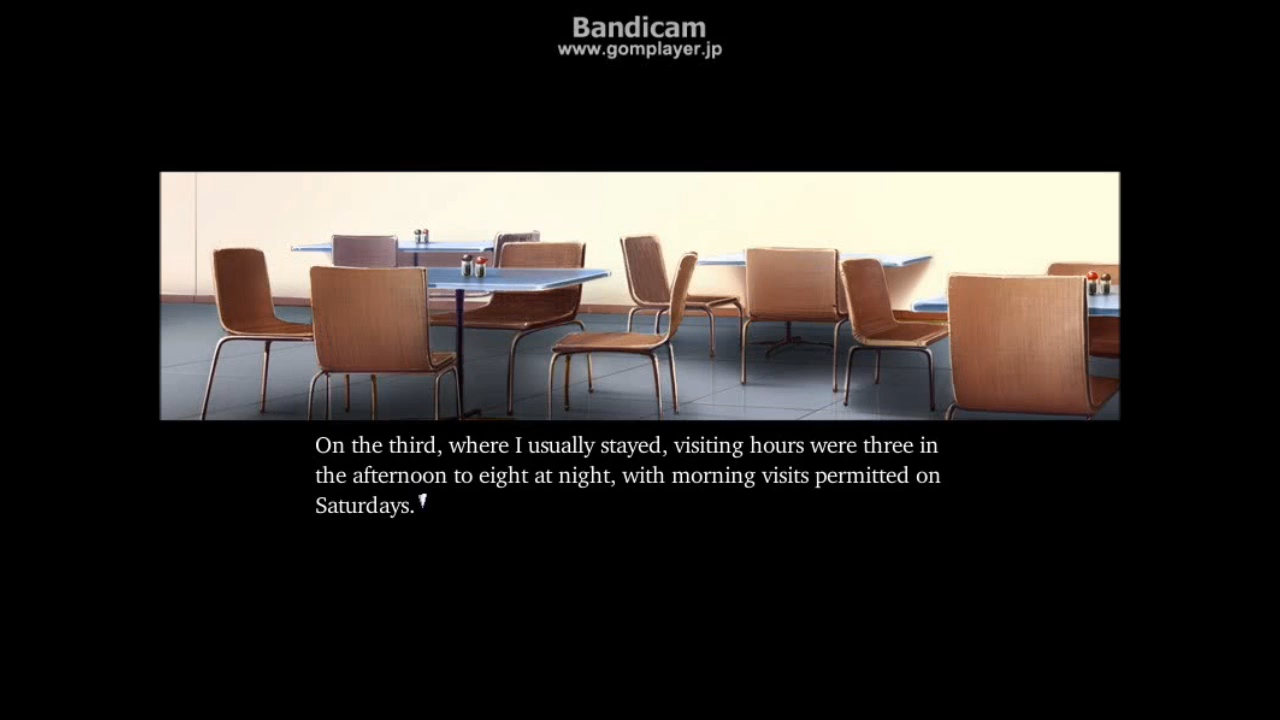 Bandicam
www.gomplayer.jp
On the third, where I usually stayed, visiting hours were three in
the afternoon to eight at night, with morning visits permitted on
Saturdays.